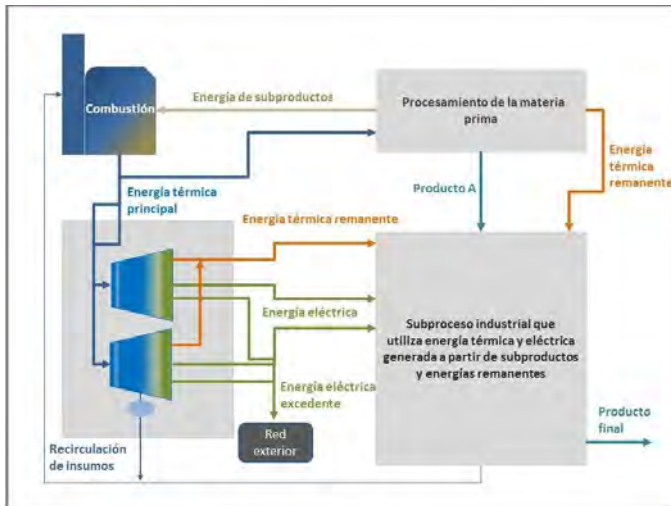 Combustión
Energía de subproductos
Procesamiento de la materia
prima
Energía
térmica
remanente
Energía térmica
principal
Producto A
Energía térmica remanente
Energía eléctrica
Subproceso industrial que
utiliza energía térmica y eléctrica
generada a partir de subproductos
y energías remanentes
Energía eléctrica
excedente
Producto
final
Red
exterior
Recirculación
de insumos